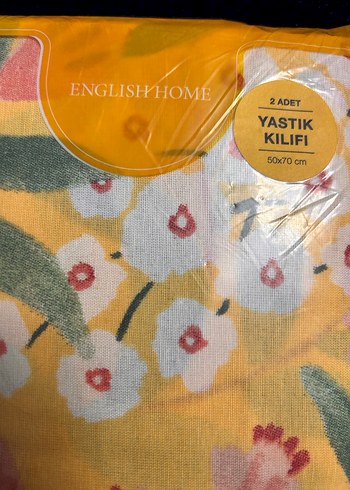 ENGLISH HOME
2 ADET
YASTIK
KILIFI
50x70 cm